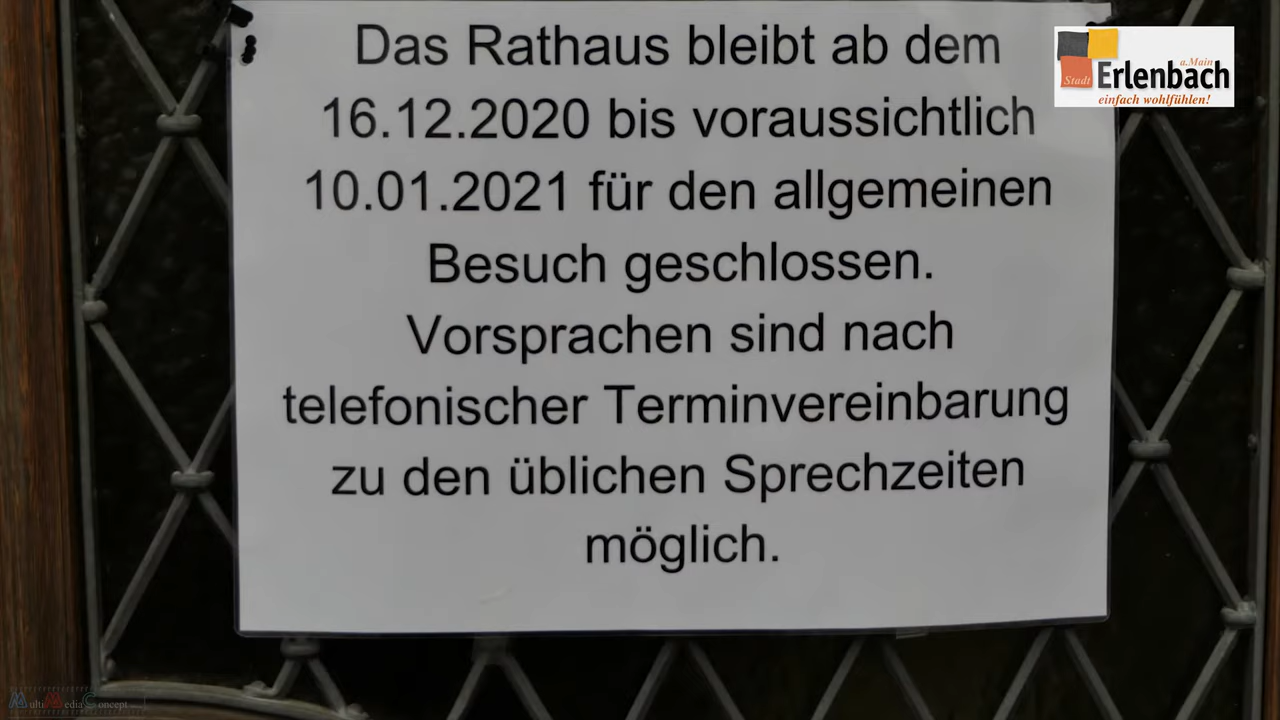 Das Rathaus bleibt ab dem
16.12.2020 bis voraussichtlich
10.01.2021 für den allgemeinen
Besuch geschlossen.
Vorsprachen sind nach
telefonischer Terminvereinbarung
zu den üblichen Sprechzeiten
möglich.
a.Main
Stadt Erlenbach
einfach wohlfühlen!
MultiMediaConcept